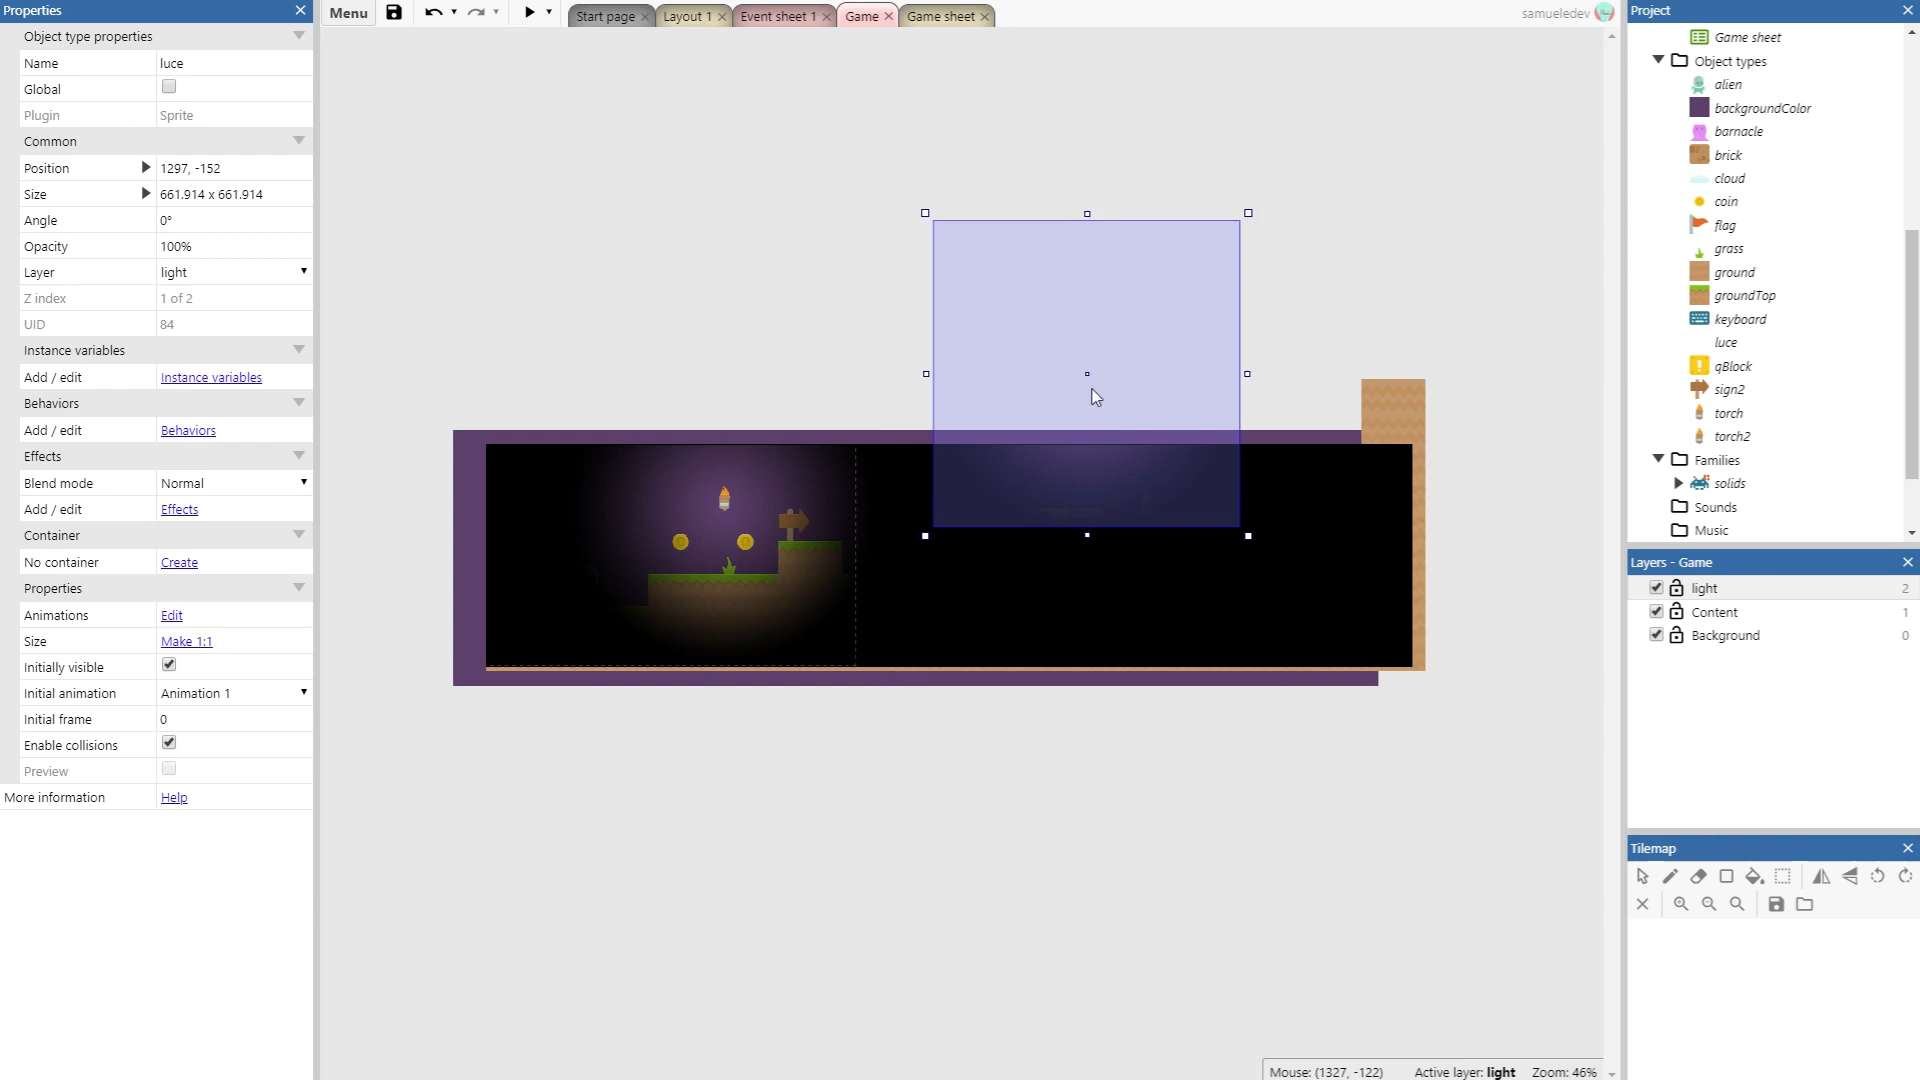 Properties
Object type properties
Name luce
Global
Plugin Sprite
Common
Position 1297, -152
Size 661.914 x 661.914
Angle 0°
Opacity 100%
Layer light
Z index 1 of 2
UID 84
Instance variables
Add / edit Instance variables
Behaviors
Add / edit Behaviors
Effects
Blend mode Normal
Add / edit Effects
Container
No container Create
Properties
Animations Edit
Size Make 1:1
Initially visible
Initial animation Animation 1
Initial frame 0
Enable collisions
Preview
More information Help
Menu
Start page
Layout 1
Event sheet 1
Game
Game sheet
samueledev
Mouse: (1327, -122) Active layer: light Zoom: 46%
Project
Game sheet
Object types
alien
backgroundColor
barnacle
brick
cloud
coin
flag
grass
ground
groundTop
keyboard
luce
qBlock
sign2
torch
torch2
Families
solids
Sounds
Music
Layers - Game
light 2
Content 1
Background 0
Tilemap